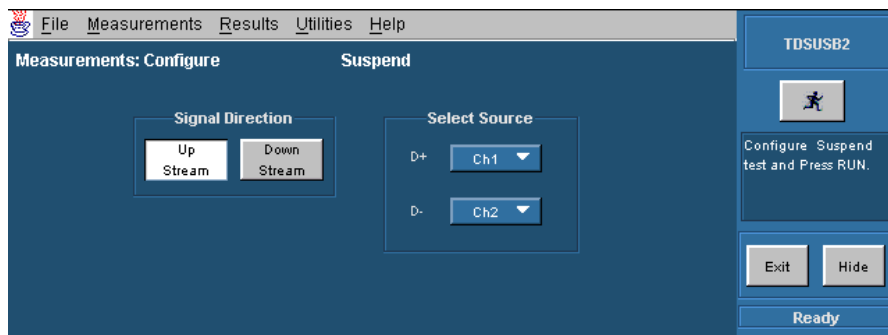 File Measurements Results Utilities Help
Measurements: Configure Suspend
Signal Direction
Up Stream
Down Stream
Select Source
D+ Ch1
D- Ch2
TDSUSB2
Configure Suspend
test and Press RUN.
Exit Hide
Ready